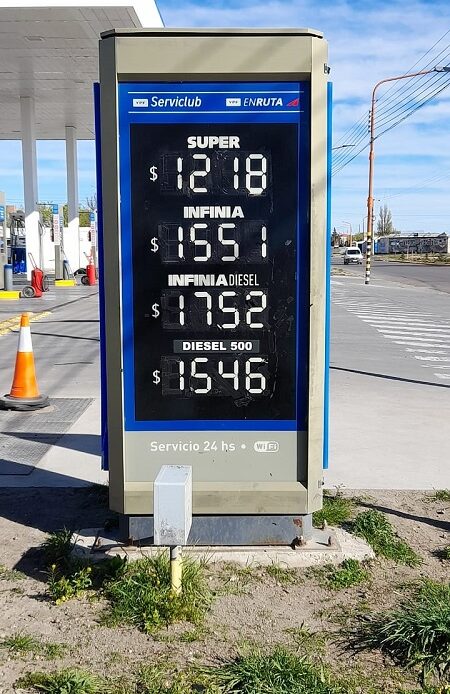 YPF Serviclub YPF ENRUTA
SUPER
$ 1218
INFINIA
$ 1551
INFINIA DIESEL
$ 1752
DIESEL 500
$ 1546
Servicio 24 hs • WiFi